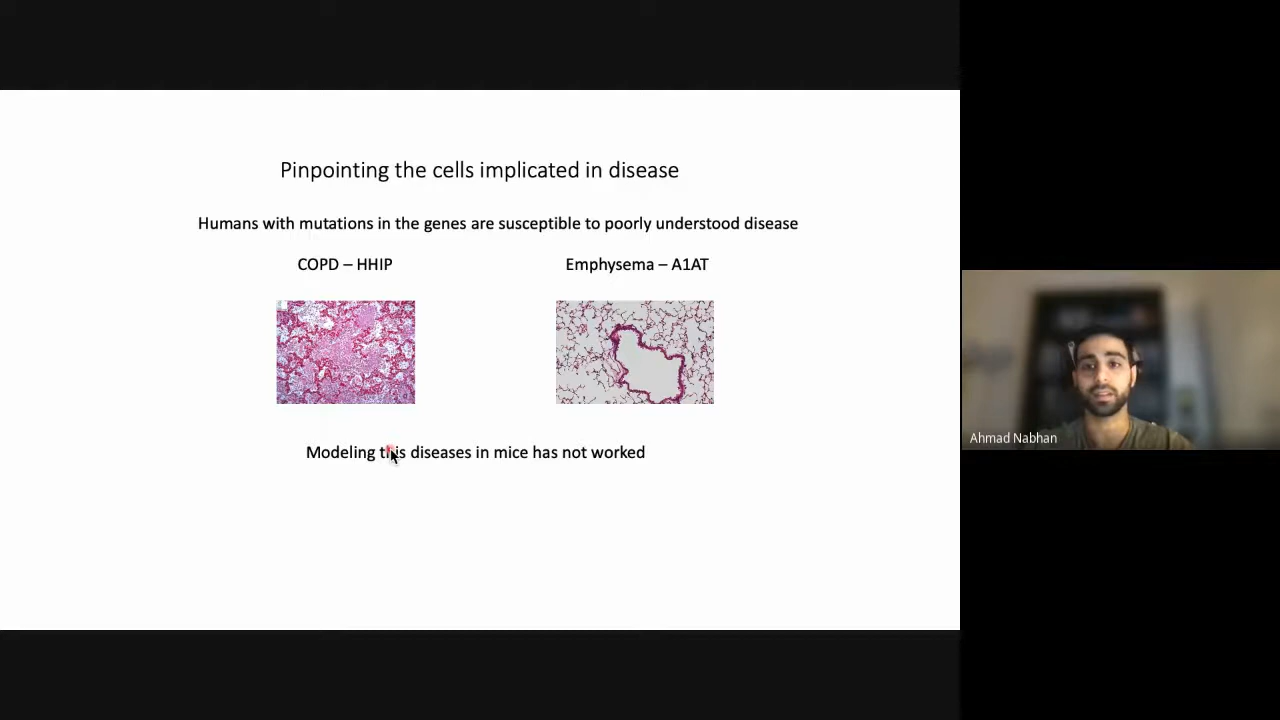 Pinpointing the cells implicated in disease
Humans with mutations in the genes are susceptible to poorly understood disease
COPD – HHIP
Emphysema – A1AT
Modeling this diseases in mice has not worked
Ahmad Nabhan